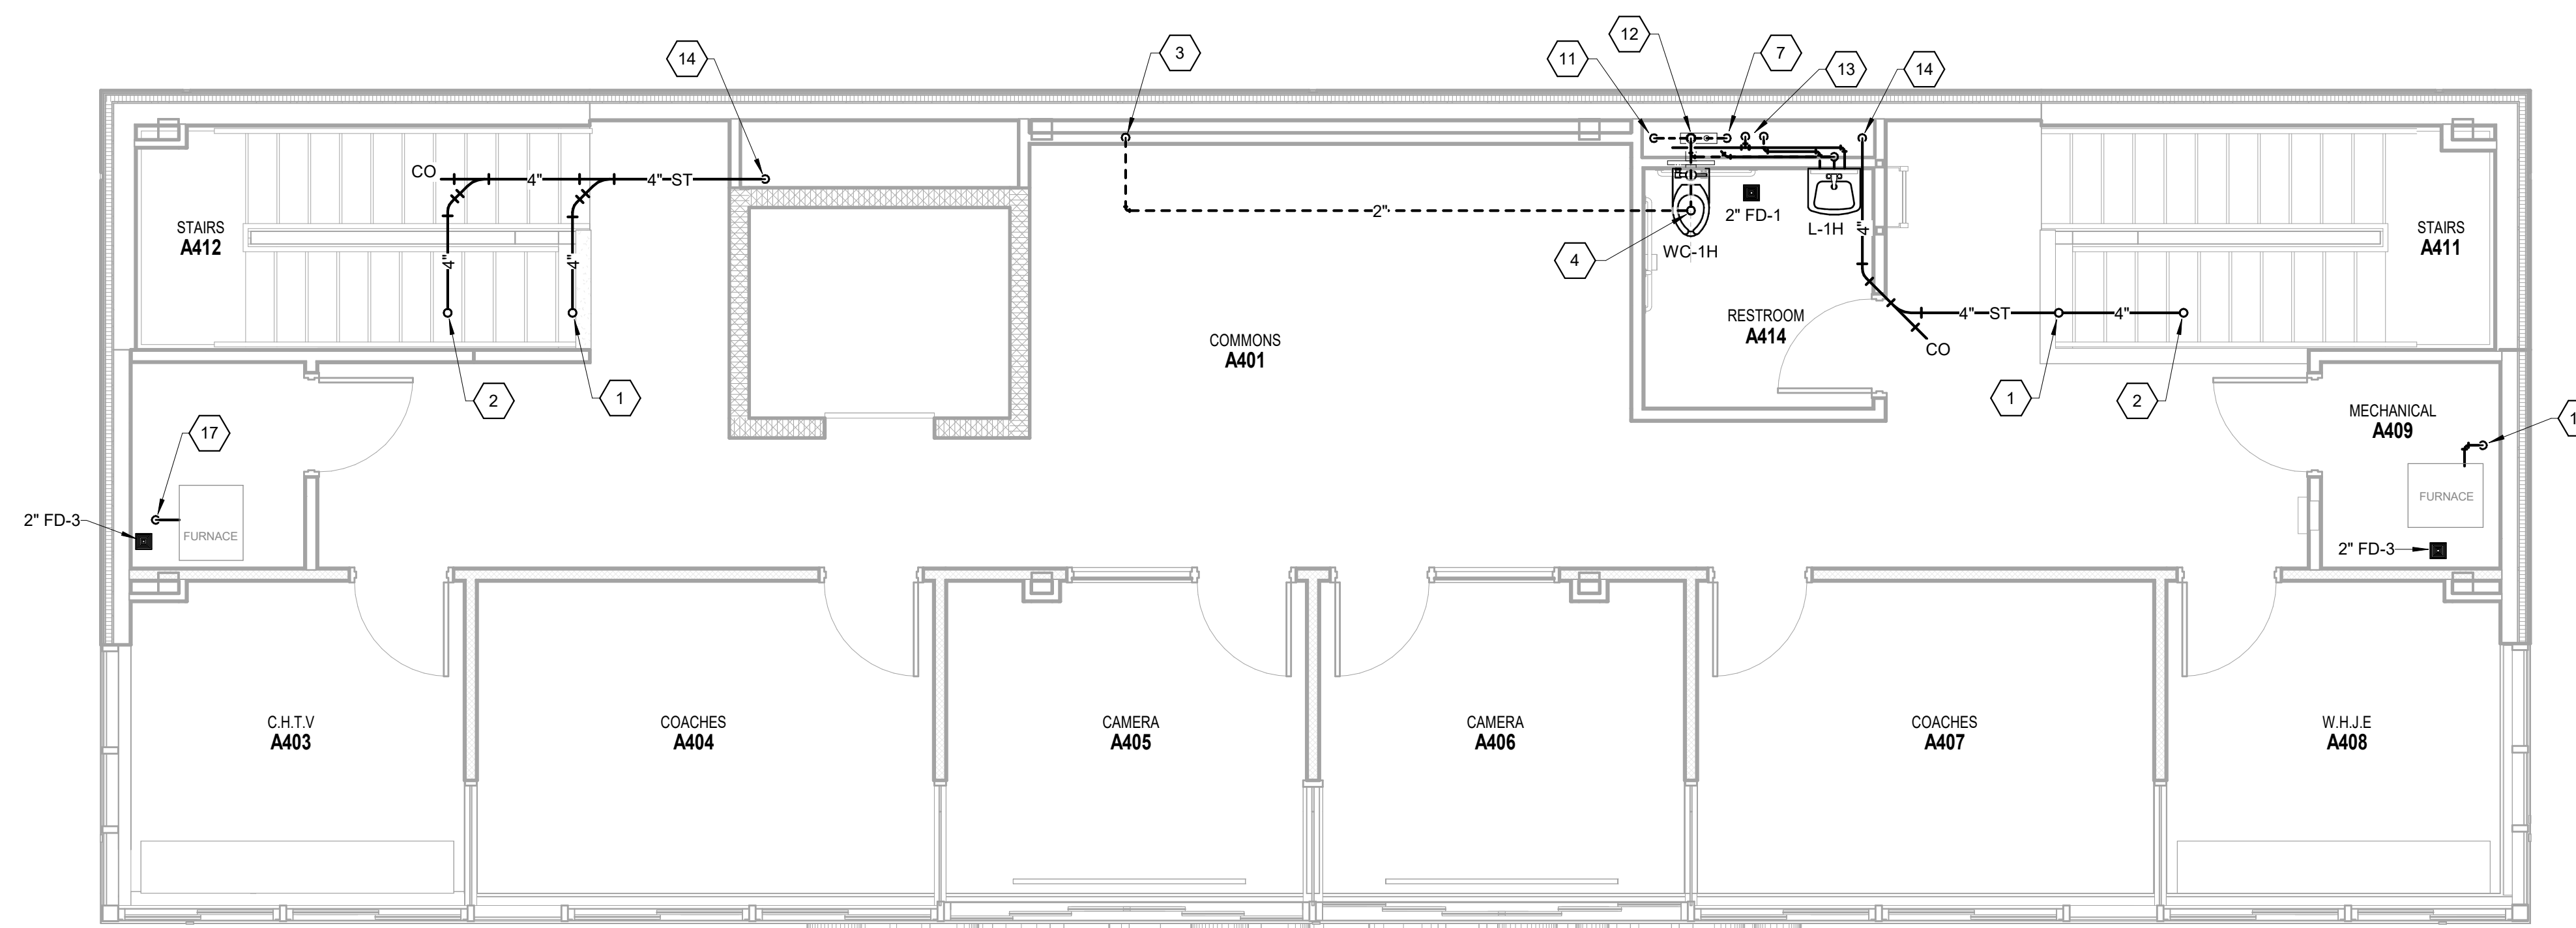 12
14
3
11
7
13
14
CO
4"
4"-ST
STAIRS
A412
4"
4"
2"
2" FD-1
L-1H
WC-1H
4
4"
STAIRS
A411
RESTROOM
A414
4"-ST
4"
CO
COMMONS
A401
2
1
1
2
MECHANICAL
A409
17
2" FD-3
FURNACE
FURNACE
2" FD-3
C.H.T.V
A403
COACHES
A404
CAMERA
A405
CAMERA
A406
COACHES
A407
W.H.J.E
A408